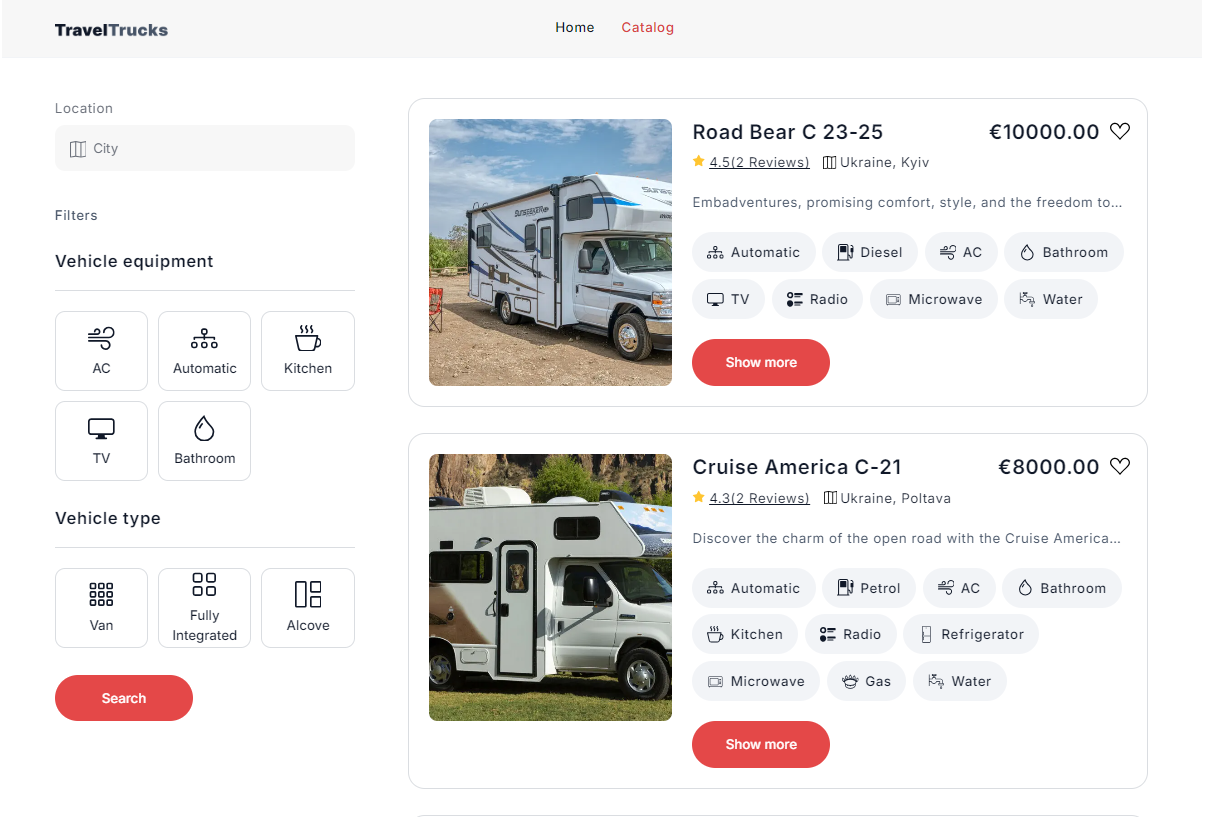 TravelTrucks
Home Catalog
Location
City
Filters
Vehicle equipment
AC Automatic Kitchen
TV Bathroom
Vehicle type
Van Fully Integrated Alcove
Search
Road Bear C 23-25 €10000.00
4.5(2 Reviews) Ukraine, Kyiv
Embadventures, promising comfort, style, and the freedom to...
Automatic Diesel AC Bathroom
TV Radio Microwave Water
Show more
SUNSEEKER
Cruise America C-21 €8000.00
4.3(2 Reviews) Ukraine, Poltava
Discover the charm of the open road with the Cruise America...
Automatic Petrol AC Bathroom
Kitchen Radio Refrigerator
Microwave Gas Water
Show more